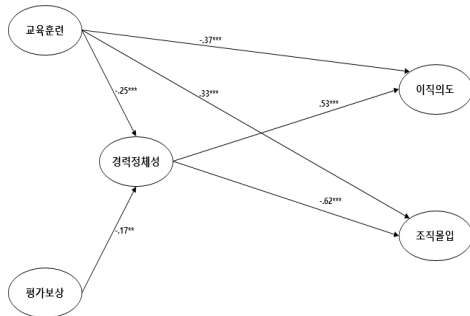 교육훈련
-.37***
이직의도
-.25***
.33***
.53***
경력정체성
-.62***
조직몰입
-.17**
평가보상